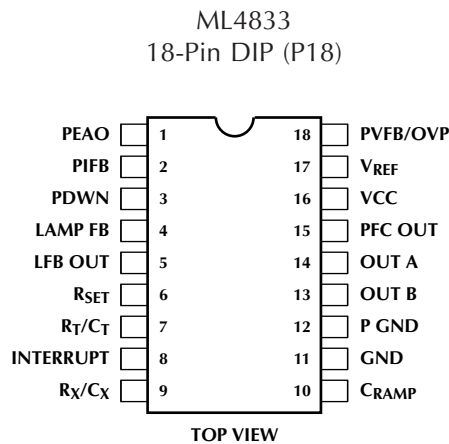 ML4833
18-Pin DIP (P18)
PEAO 1 18 PVFB/OVP
PIFB 2 17 VREF
PDWN 3 16 VCC
LAMP FB 4 15 PFC OUT
LFB OUT 5 14 OUT A
RSET 6 13 OUT B
RT/CT 7 12 P GND
INTERRUPT 8 11 GND
RX/CX 9 10 CRAMP
TOP VIEW